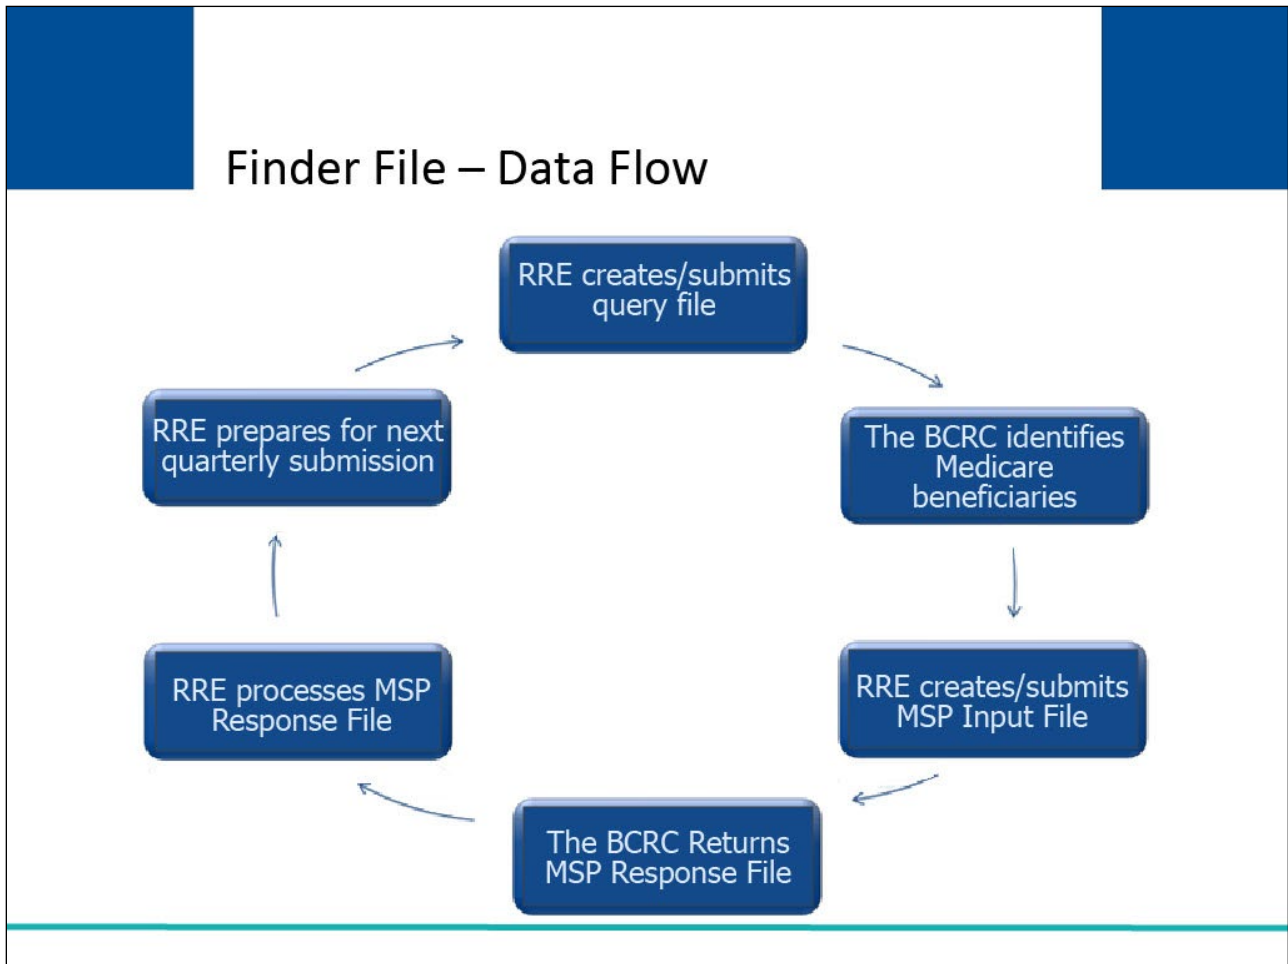 Finder File – Data Flow
RRE creates/submits
query file
The BCRC identifies
Medicare
beneficiaries
RRE creates/submits
MSP Input File
The BCRC Returns
MSP Response File
RRE processes MSP
Response File
RRE prepares for next
quarterly submission